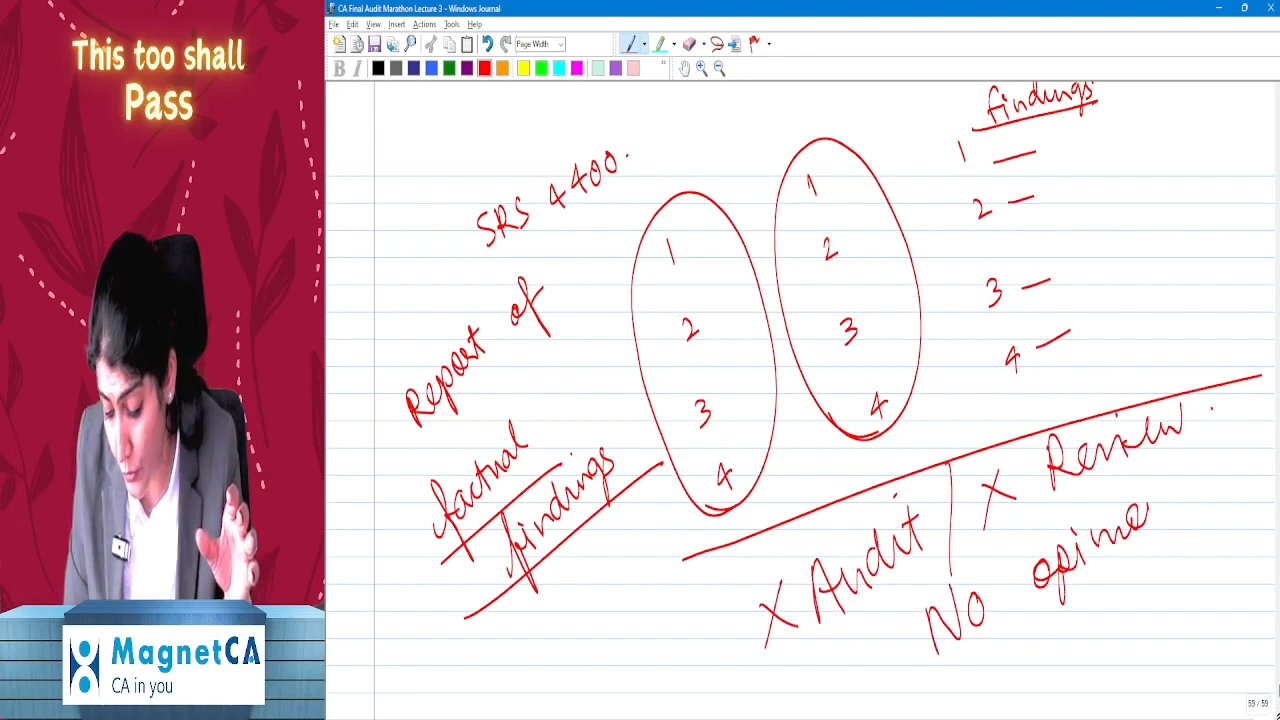 This too shall
Pass
MagnetCA
CA in you
CA Final Audit Marathon Lecture 3 - Windows Journal
File Edit View Insert Actions Tools Help
Page Width
B I
findings
1 —
2 —
3 —
4 —
SRS 4400.
Report of
factual
findings
1
2
3
4
1
2
3
4
X Audit
X Review.
No opinio
59 / 59